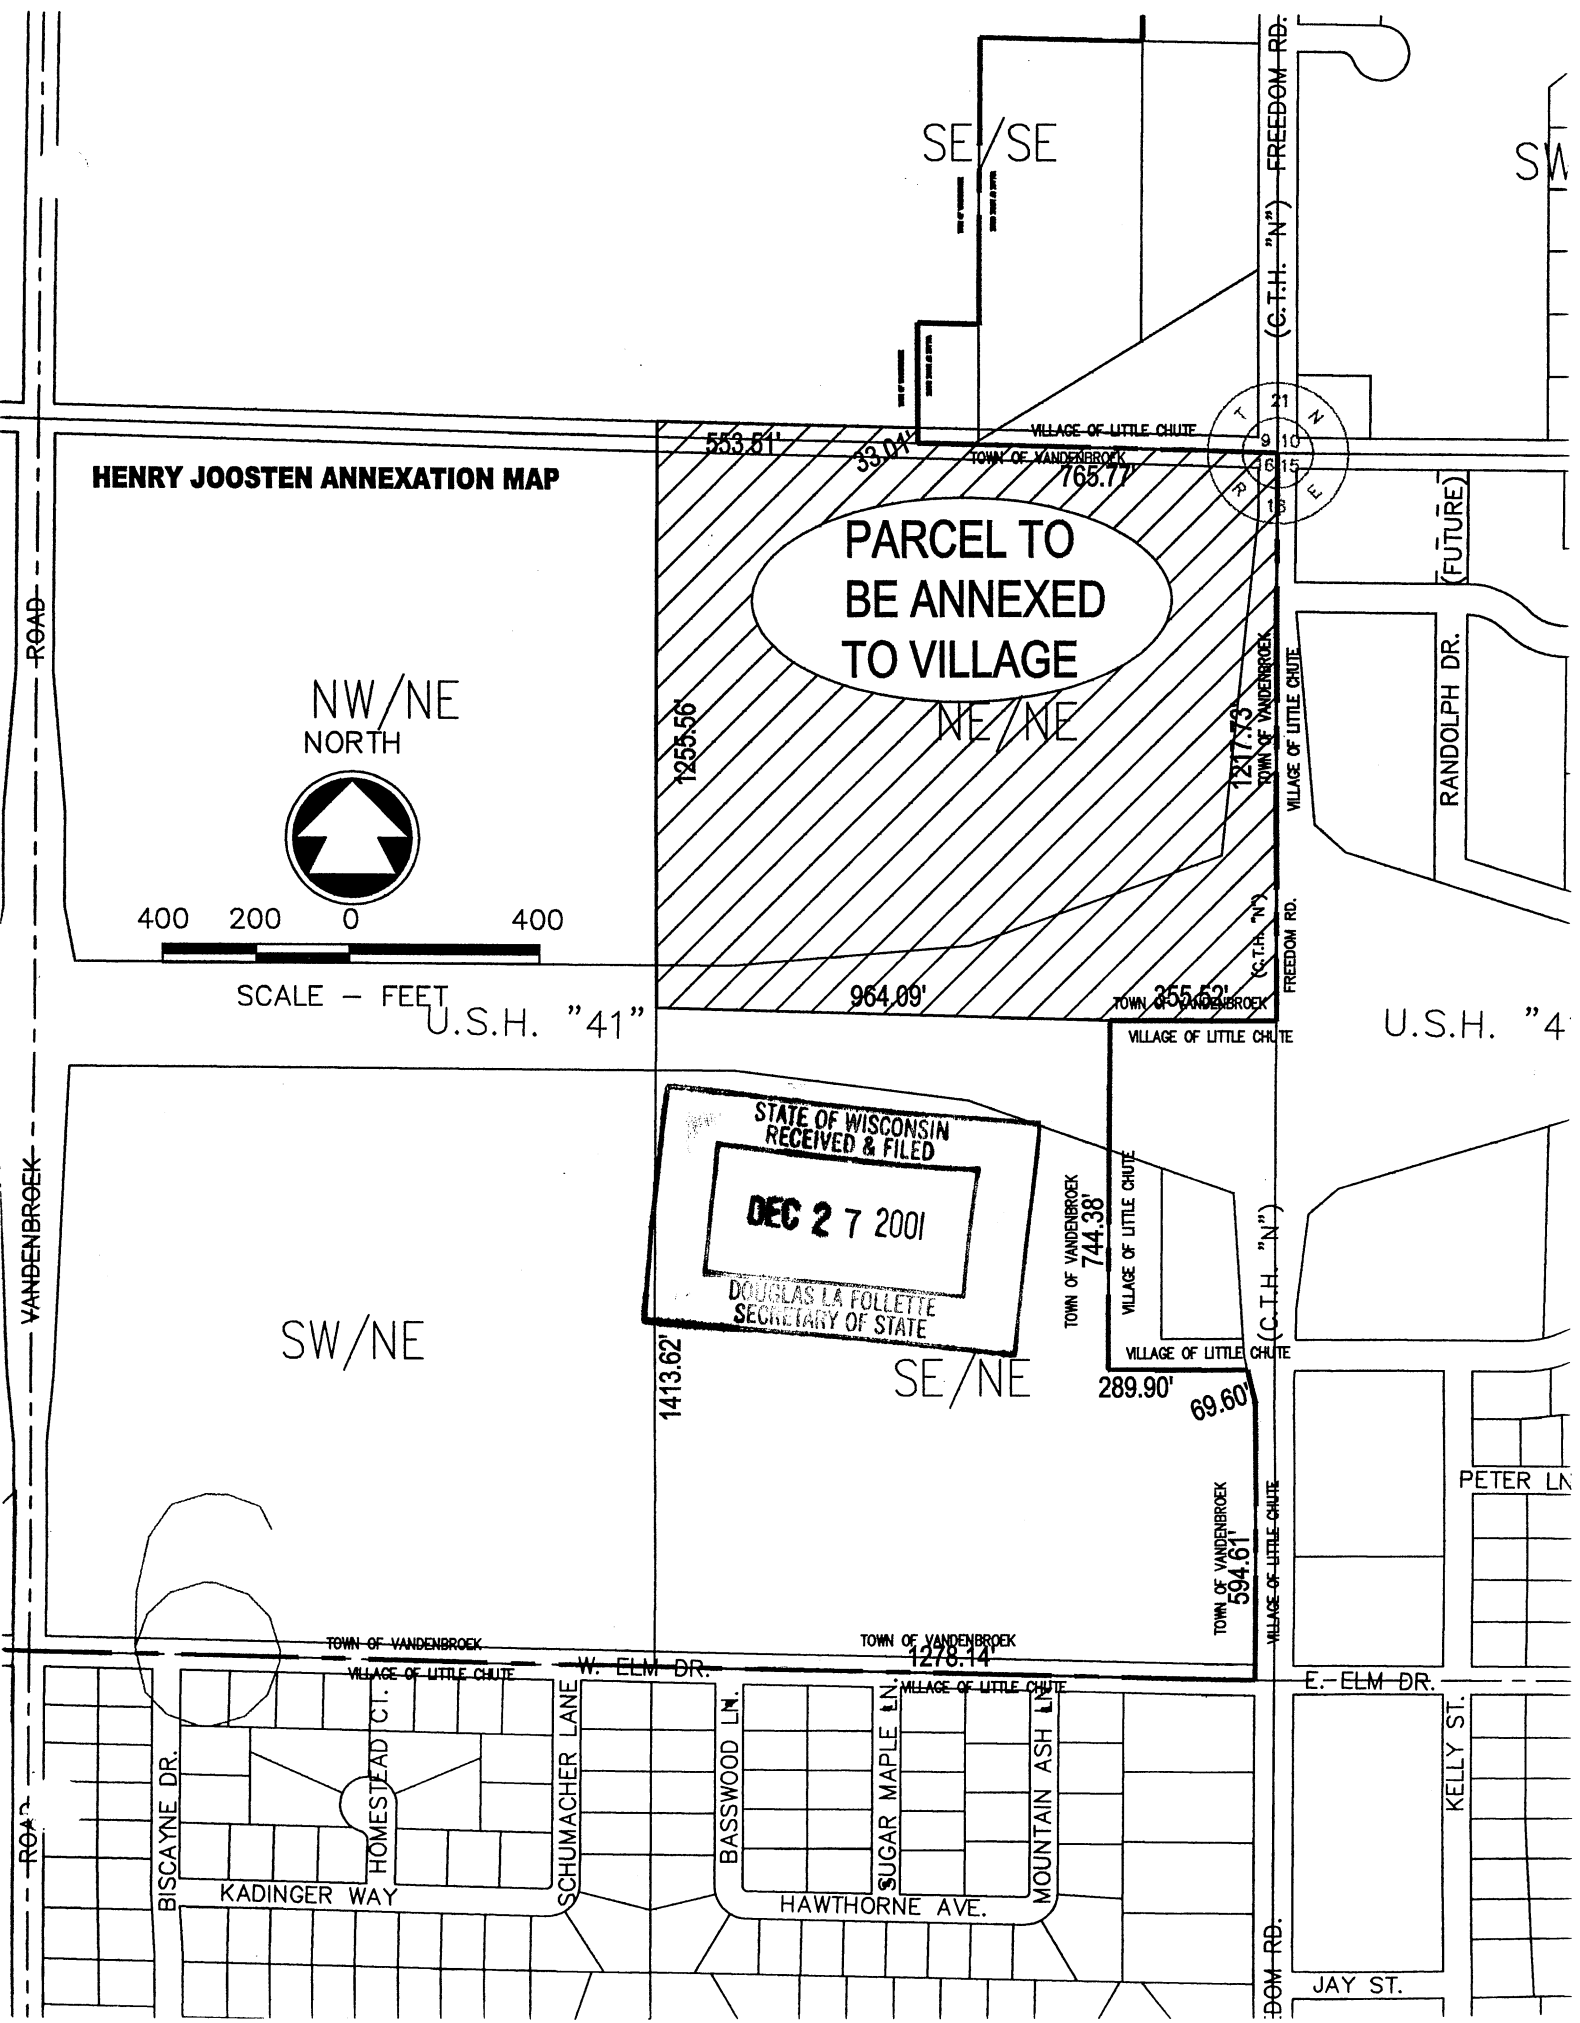 SE/SE
FREEDOM RD.
(C.T.H. "N")
SW
VILLAGE OF LITTLE CHUTE
TOWN OF VANDENBROEK
553.51'
33.01'
765.77'
T
21
N
9 10
16 15
R
18
E
HENRY JOOSTEN ANNEXATION MAP
PARCEL TO
BE ANNEXED
TO VILLAGE
NE/NE
NW/NE
NORTH
400 200 0 400
SCALE – FEET
ROAD
VANDENBROEK
ROAD
1255.56'
1217.73'
TOWN OF VANDENBROEK
VILLAGE OF LITTLE CHUTE
(C.T.H. "N")
FREEDOM RD.
(FUTURE)
RANDOLPH DR.
964.09'
355.52'
TOWN OF VANDENBROEK
VILLAGE OF LITTLE CHUTE
U.S.H. "41"
U.S.H. "4
STATE OF WISCONSIN
RECEIVED & FILED
DEC 27 2001
DOUGLAS LA FOLLETTE
SECRETARY OF STATE
TOWN OF VANDENBROEK
744.38'
VILLAGE OF LITTLE CHUTE
(C.T.H. "N")
SW/NE
1413.62'
SE/NE
VILLAGE OF LITTLE CHUTE
289.90'
69.60'
TOWN OF VANDENBROEK
594.61'
VILLAGE OF LITTLE CHUTE
PETER LN
TOWN OF VANDENBROEK
VILLAGE OF LITTLE CHUTE
W. ELM DR.
TOWN OF VANDENBROEK
1278.14'
VILLAGE OF LITTLE CHUTE
E. ELM DR.
BISCAYNE DR.
HOMESTEAD CT.
SCHUMACHER LANE
BASSWOOD LN.
SUGAR MAPLE LN.
MOUNTAIN ASH LN.
KELLY ST.
KADINGER WAY
HAWTHORNE AVE.
DOM RD.
JAY ST.